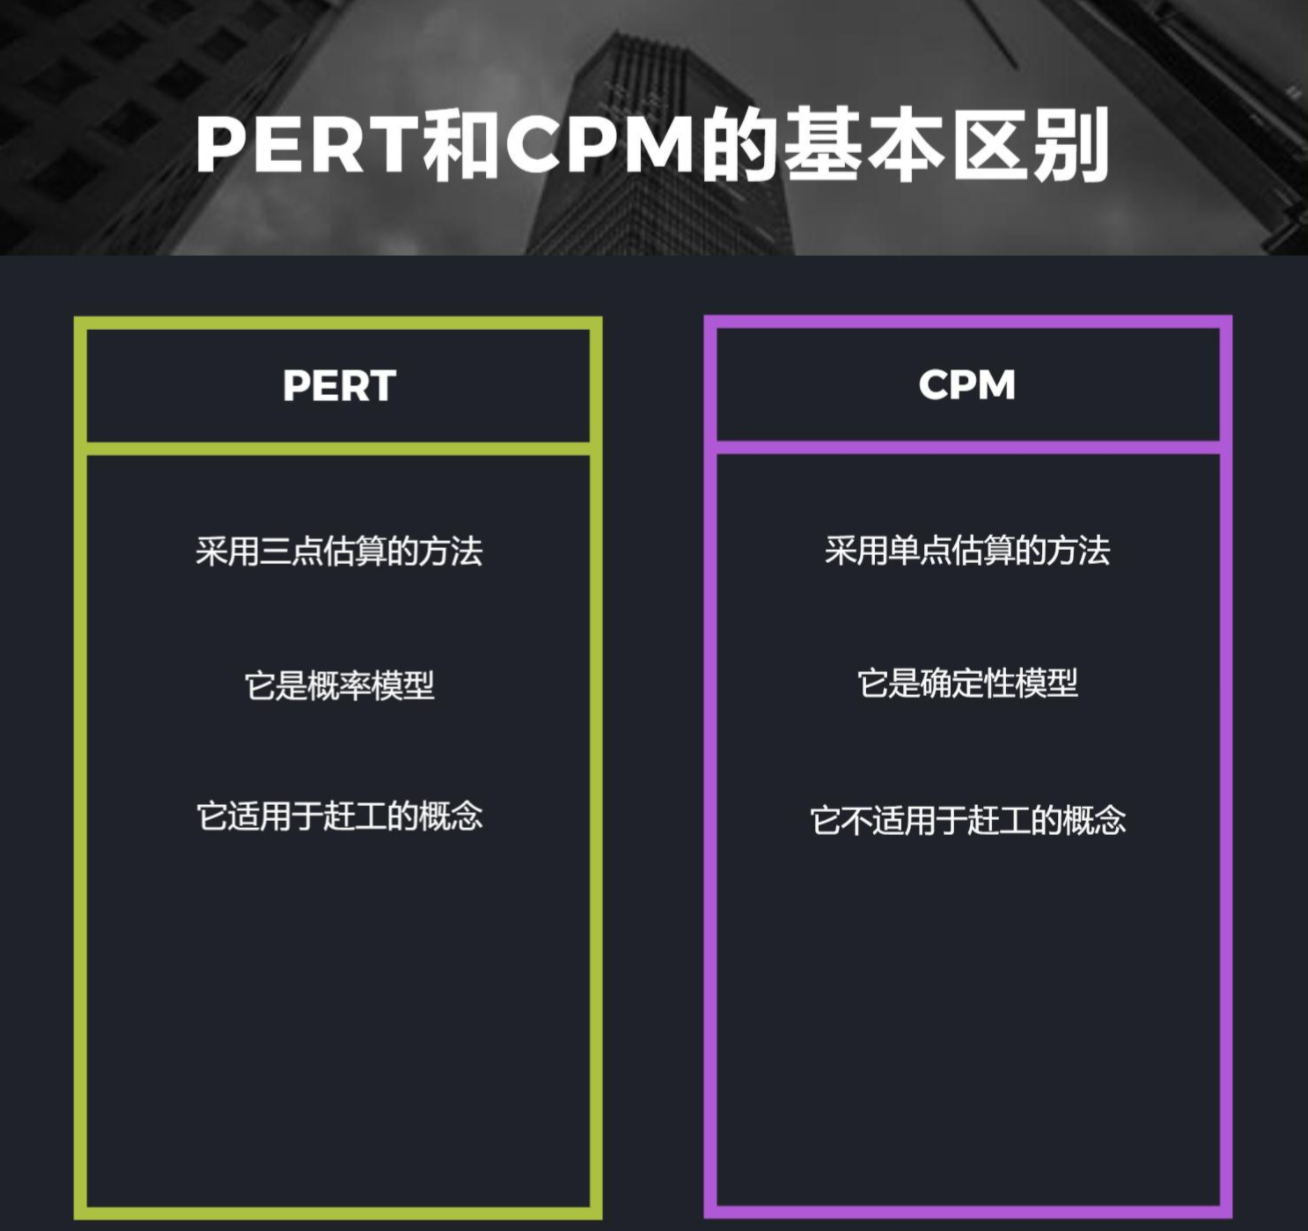 PERT和CPM的基本区别
PERT
采用三点估算的方法
它是概率模型
它适用于赶工的概念
CPM
采用单点估算的方法
它是确定性模型
它不适用于赶工的概念